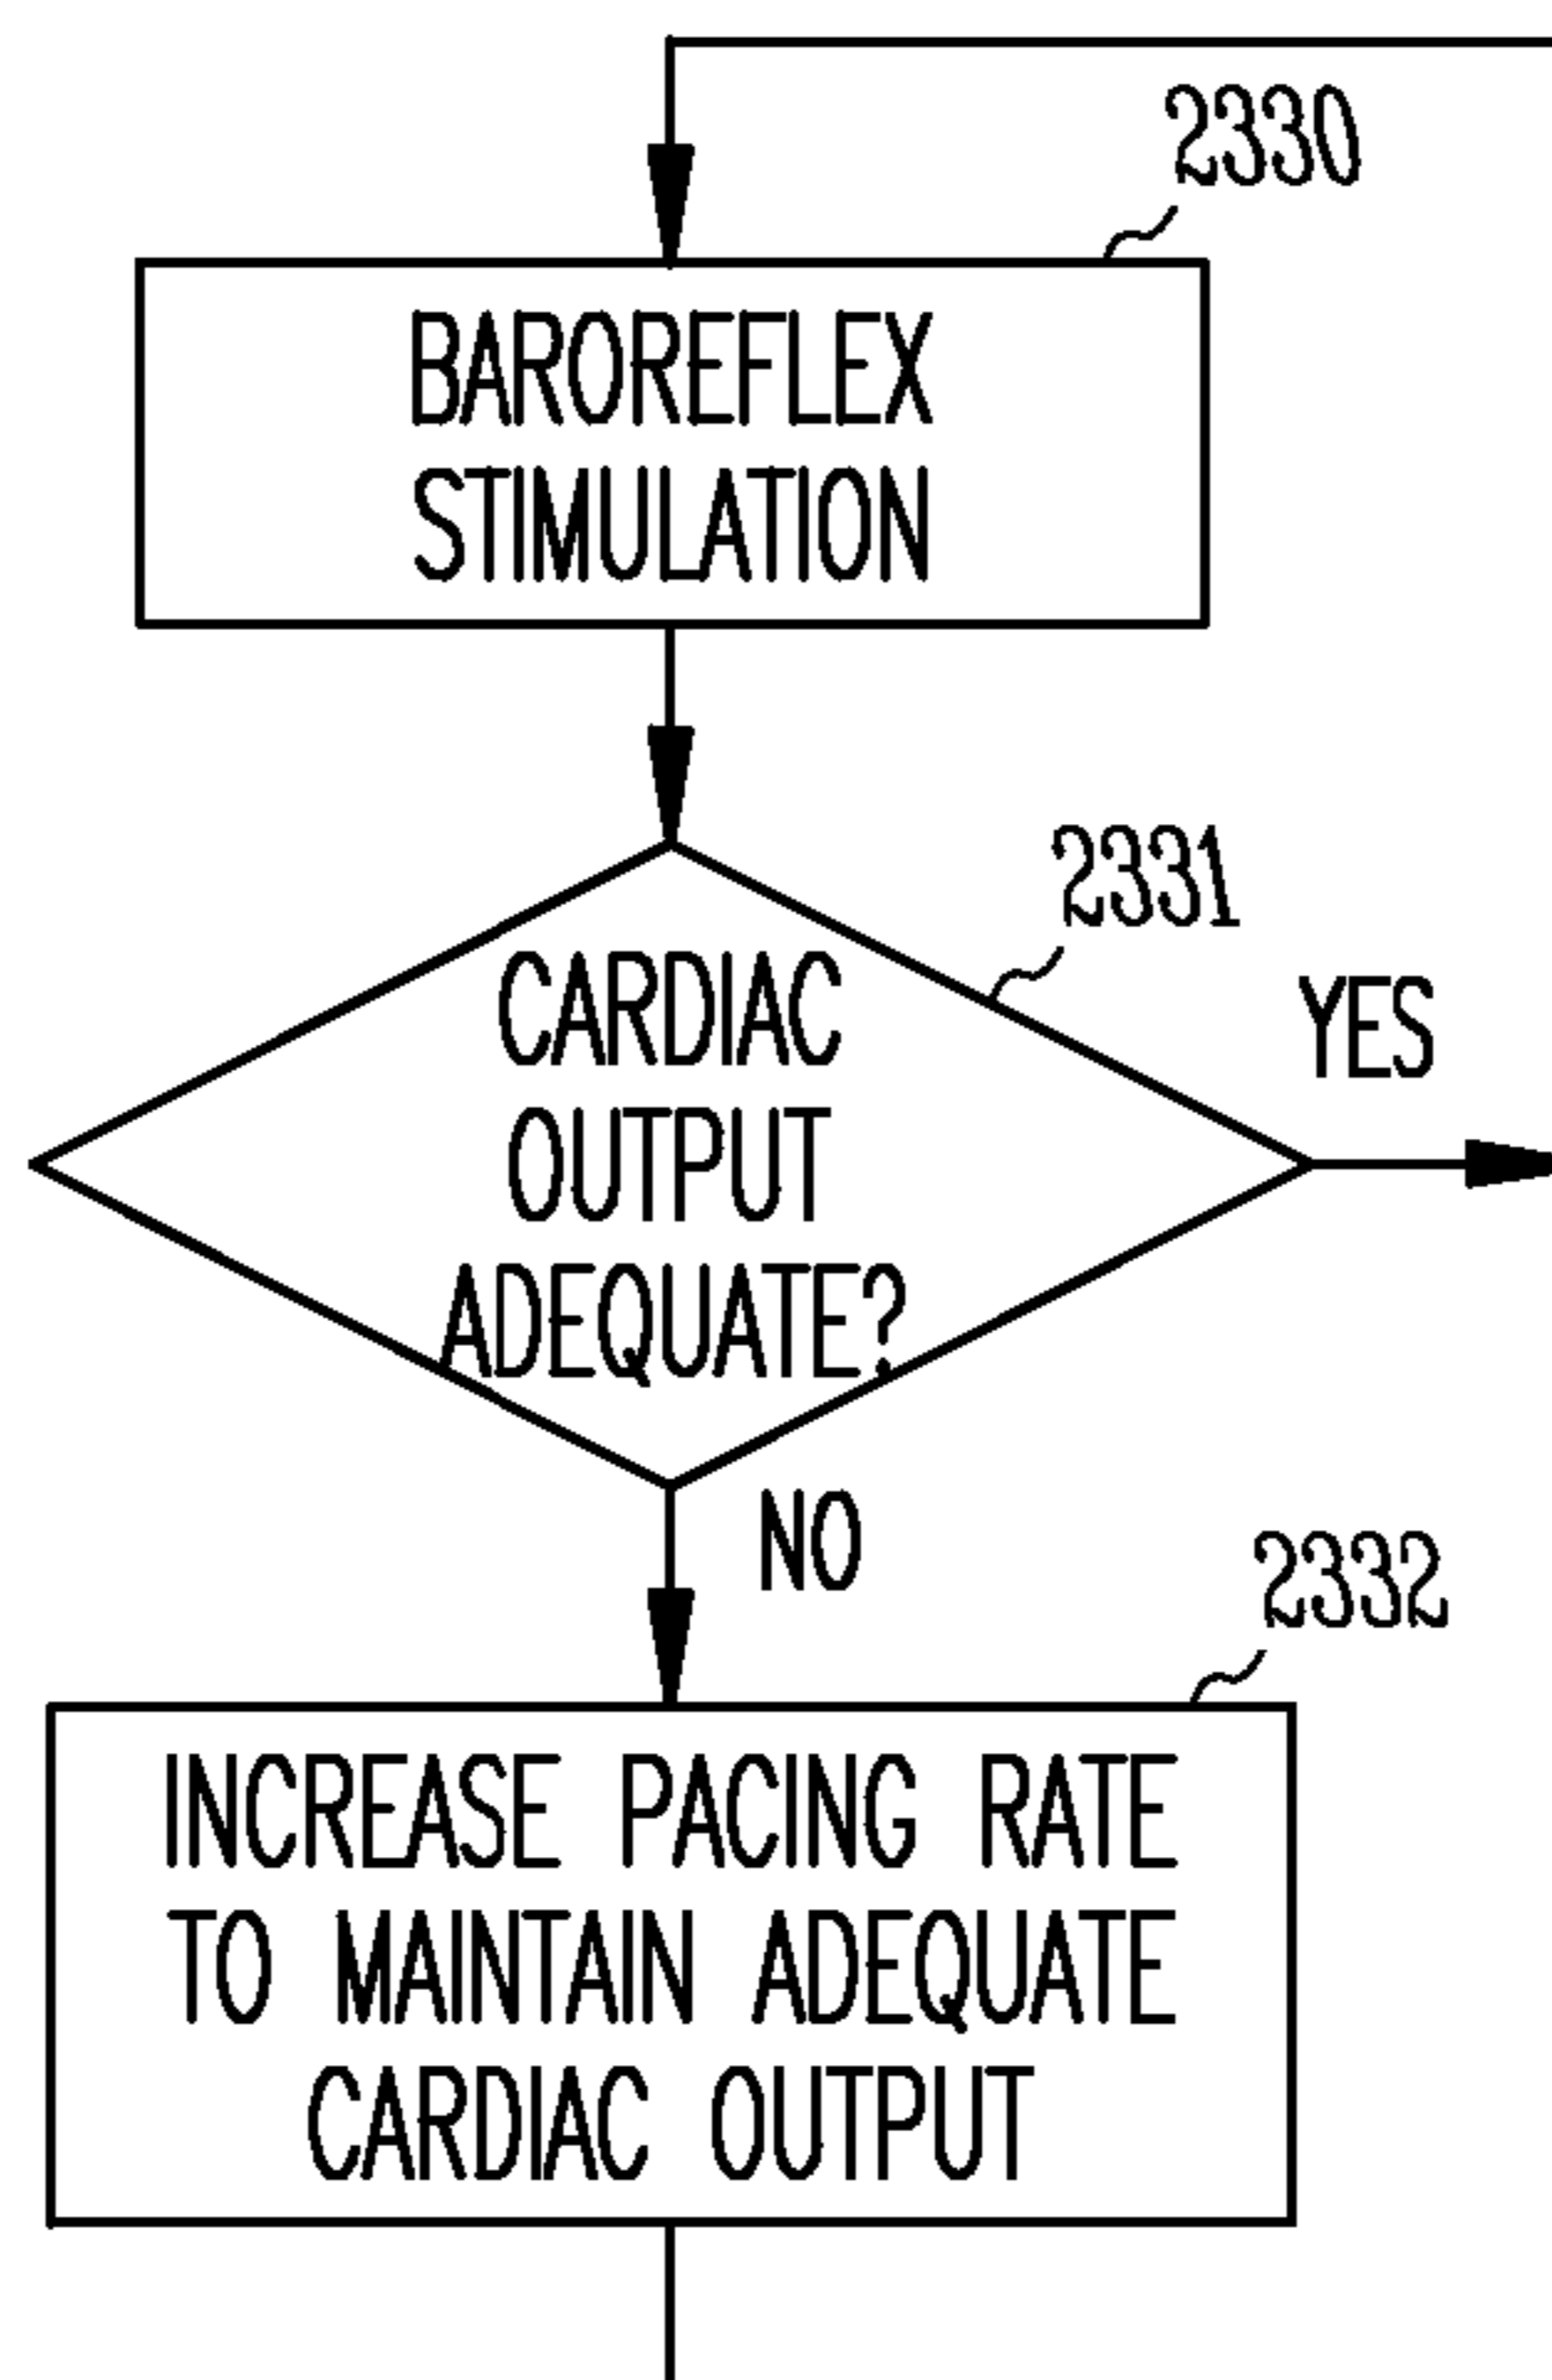 2330
BAROREFLEX
STIMULATION
2331
CARDIAC
OUTPUT
ADEQUATE?
YES
NO
2332
INCREASE PACING RATE
TO MAINTAIN ADEQUATE
CARDIAC OUTPUT